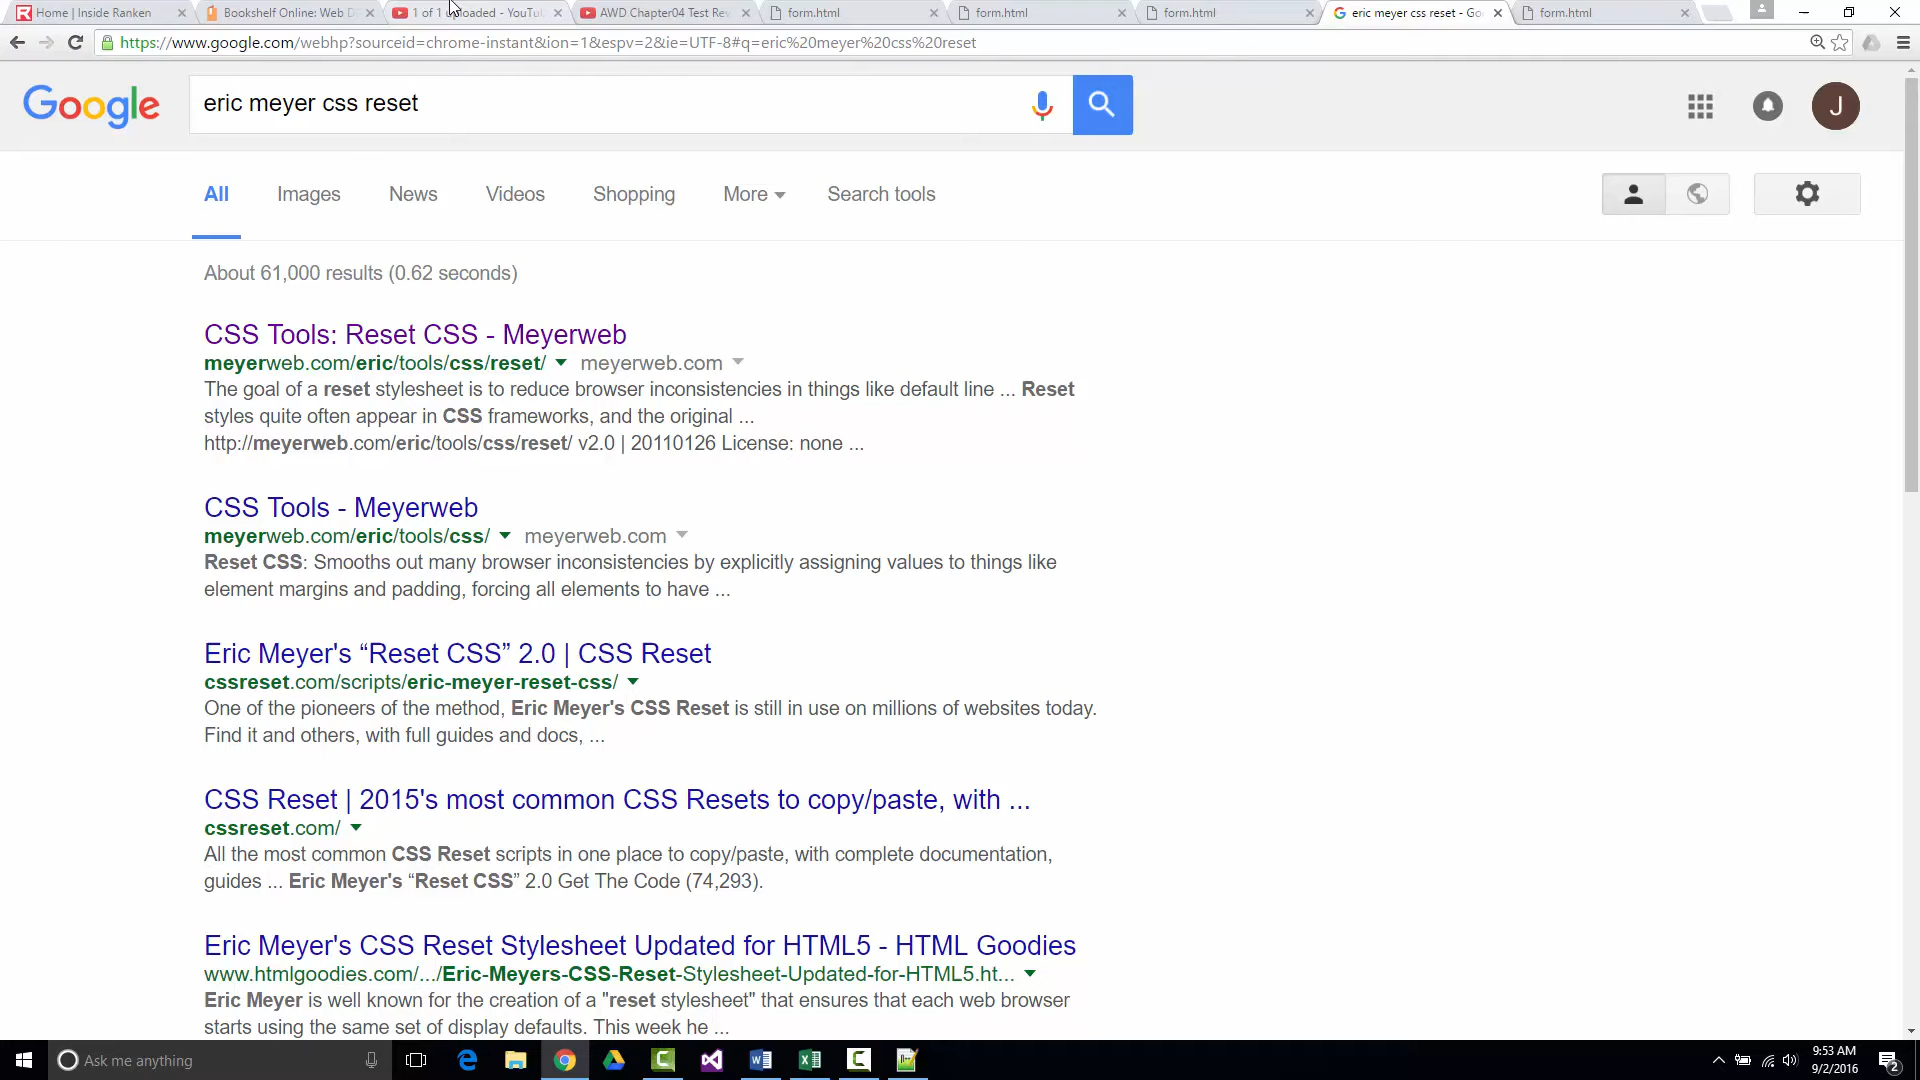 Home | Inside Ranken
Bookshelf Online: Web D
1 of 1 uploaded - YouTu
AWD Chapter04 Test Rev
form.html
form.html
form.html
eric meyer css reset - Go
form.html
https://www.google.com/webhp?sourceid=chrome-instant&ion=1&espv=2&ie=UTF-8#q=eric%20meyer%20css%20reset
Google
eric meyer css reset
J
All
Images
News
Videos
Shopping
More
Search tools
About 61,000 results (0.62 seconds)
CSS Tools: Reset CSS - Meyerweb
meyerweb.com/eric/tools/css/reset/ meyerweb.com
The goal of a reset stylesheet is to reduce browser inconsistencies in things like default line ... Reset
styles quite often appear in CSS frameworks, and the original ...
http://meyerweb.com/eric/tools/css/reset/ v2.0 | 20110126 License: none ...
CSS Tools - Meyerweb
meyerweb.com/eric/tools/css/ meyerweb.com
Reset CSS: Smooths out many browser inconsistencies by explicitly assigning values to things like
element margins and padding, forcing all elements to have ...
Eric Meyer's “Reset CSS” 2.0 | CSS Reset
cssreset.com/scripts/eric-meyer-reset-css/
One of the pioneers of the method, Eric Meyer's CSS Reset is still in use on millions of websites today.
Find it and others, with full guides and docs, ...
CSS Reset | 2015's most common CSS Resets to copy/paste, with ...
cssreset.com/
All the most common CSS Reset scripts in one place to copy/paste, with complete documentation,
guides ... Eric Meyer's “Reset CSS” 2.0 Get The Code (74,293).
Eric Meyer's CSS Reset Stylesheet Updated for HTML5 - HTML Goodies
www.htmlgoodies.com/.../Eric-Meyers-CSS-Reset-Stylesheet-Updated-for-HTML5.ht...
Eric Meyer is well known for the creation of a "reset stylesheet" that ensures that each web browser
starts using the same set of display defaults. This week he ...
Ask me anything
9:53 AM
9/2/2016
2